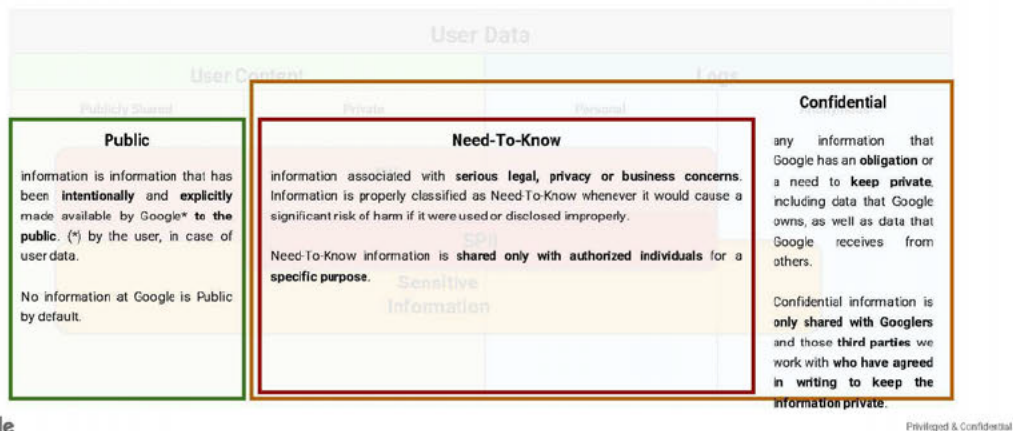 User Data
User Content
Logs
Publicly Shared
Private
Personal
Confidential
Public
information is information that has
been intentionally and explicitly
made available by Google* to the
public. (*) by the user, in case of
user data.
No information at Google is Public
by default.
Need-To-Know
information associated with serious legal, privacy or business concerns.
Information is properly classified as Need-To-Know whenever it would cause a
significant risk of harm if it were used or disclosed improperly.
SPII
Need-To-Know information is shared only with authorized individuals for a
specific purpose.
Sensitive
Information
any information that
Google has an obligation or
a need to keep private,
including data that Google
owns, as well as data that
Google receives from
others.
Confidential information is
only shared with Googlers
and those third parties we
work with who have agreed
in writing to keep the
information private.
le
Privileged & Confidential